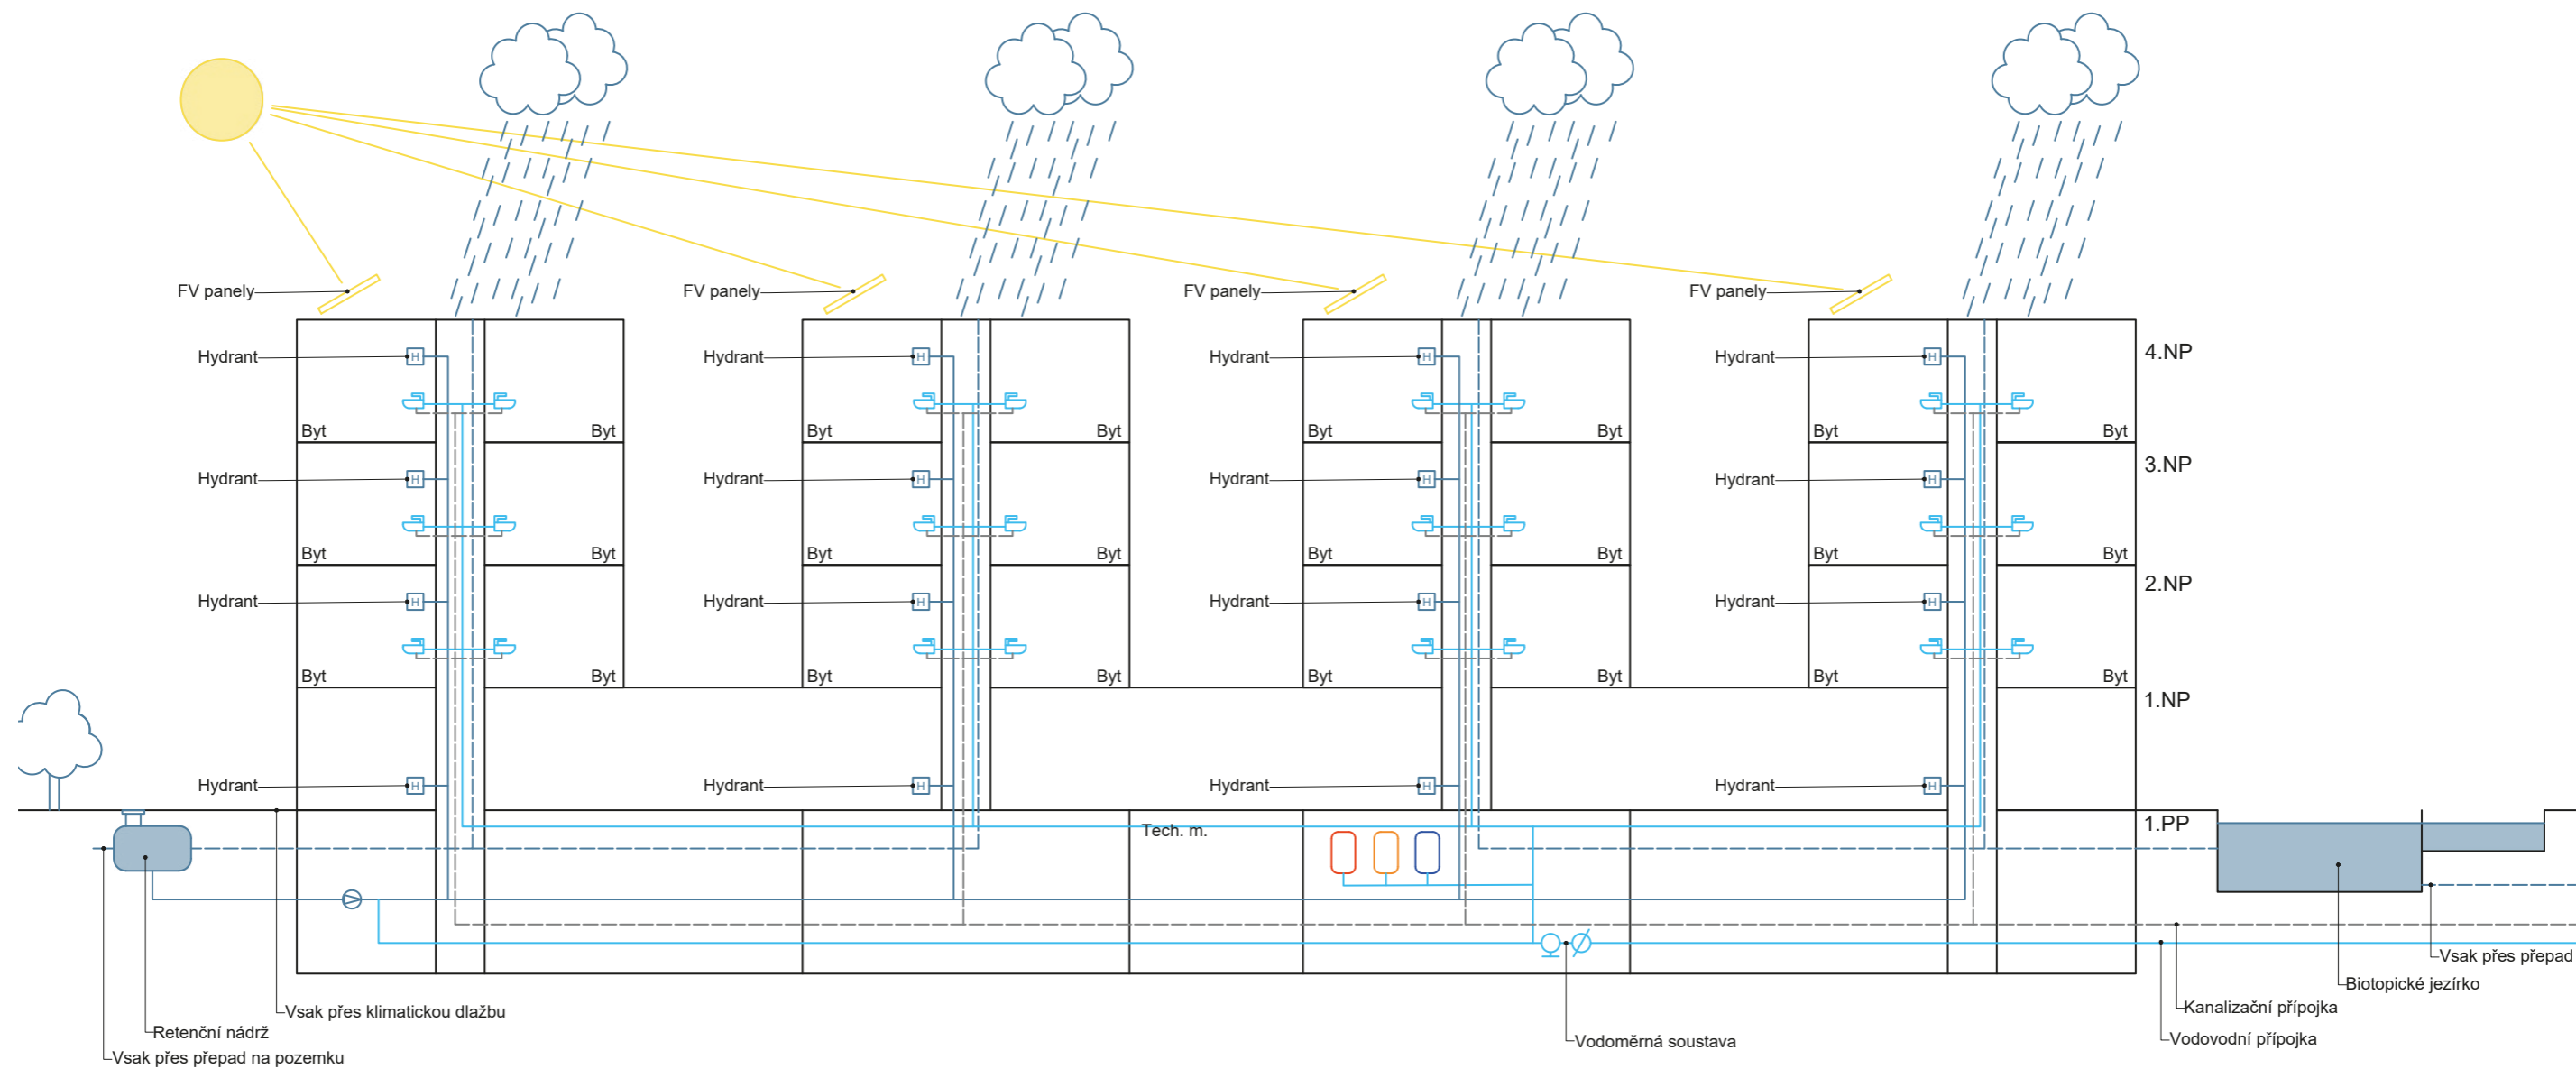 FV panely FV panely FV panely FV panely
Hydrant H Hydrant H Hydrant H Hydrant H 4.NP
Byt Byt Byt Byt Byt Byt Byt Byt
Hydrant H Hydrant H Hydrant H Hydrant H 3.NP
Byt Byt Byt Byt Byt Byt Byt Byt
Hydrant H Hydrant H Hydrant H Hydrant H 2.NP
Byt Byt Byt Byt Byt Byt Byt Byt
1.NP
Hydrant H Hydrant H Hydrant H Hydrant H
Tech. m. 1.PP
Vsak přes přepad
Biotopické jezírko
Vsak přes klimatickou dlažbu Kanalizační přípojka
Retenční nádrž Vodoměrná soustava Vodovodní přípojka
Vsak přes přepad na pozemku